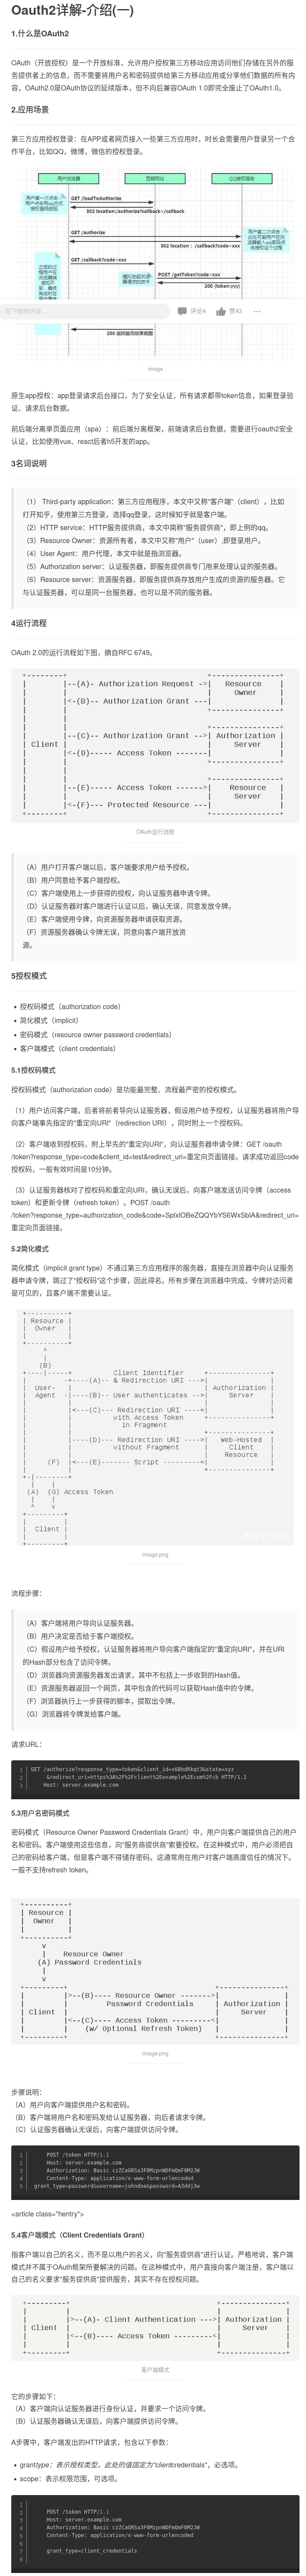 Oauth2详解-介绍(一)
1.什么是OAuth2
OAuth（开放授权）是一个开放标准，允许用户授权第三方移动应用访问他们存储在另外的服
务提供者上的信息，而不需要将用户名和密码提供给第三方移动应用或分享他们数据的所有内
容，OAuth2.0是OAuth协议的延续版本，但不向后兼容OAuth 1.0即完全废止了OAuth1.0。
2.应用场景
第三方应用授权登录：在APP或者网页接入一些第三方应用时，时长会需要用户登录另一个合
作平台，比如QQ，微博，微信的授权登录。
GET /loadToAuthorize
302 location:/authorize?callback=/callback
GET /authorize
302 location： /callback?code=xxx
GET /callback?code=xxx
POST /getToken?code=xxx
200 {token:yyy}
写下你的评论...
评论4
赞43
200 返回首页结果视图
image
原生app授权：app登录请求后台接口，为了安全认证，所有请求都带token信息，如果登录验
证、请求后台数据。
前后端分离单页面应用（spa）：前后端分离框架，前端请求后台数据，需要进行oauth2安全
认证，比如使用vue、react后者h5开发的app。
3名词说明
（1） Third-party application：第三方应用程序，本文中又称"客户端"（client），比如
打开知乎，使用第三方登录，选择qq登录，这时候知乎就是客户端。
（2）HTTP service：HTTP服务提供商，本文中简称"服务提供商"，即上例的qq。
（3）Resource Owner：资源所有者，本文中又称"用户"（user）,即登录用户。
（4）User Agent：用户代理，本文中就是指浏览器。
（5）Authorization server：认证服务器，即服务提供商专门用来处理认证的服务器。
（6）Resource server：资源服务器，即服务提供商存放用户生成的资源的服务器。它
与认证服务器，可以是同一台服务器，也可以是不同的服务器。
4运行流程
OAuth 2.0的运行流程如下图，摘自RFC 6749。
--(A)- Authorization Request -> Resource
Owner
<-(B)-- Authorization Grant ---
--(C)-- Authorization Grant --> Authorization
Client Server
<-(D)----- Access Token -------
--(E)----- Access Token ------> Resource
Server
<-(F)--- Protected Resource ---
OAuth运行流程
（A）用户打开客户端以后，客户端要求用户给予授权。
（B）用户同意给予客户端授权。
（C）客户端使用上一步获得的授权，向认证服务器申请令牌。
（D）认证服务器对客户端进行认证以后，确认无误，同意发放令牌。
（E）客户端使用令牌，向资源服务器申请获取资源。
（F）资源服务器确认令牌无误，同意向客户端开放资
源。
5授权模式
• 授权码模式（authorization code）
• 简化模式（implicit）
• 密码模式（resource owner password credentials）
• 客户端模式（client credentials）
5.1授权码模式
授权码模式（authorization code）是功能最完整、流程最严密的授权模式。
（1）用户访问客户端，后者将前者导向认证服务器，假设用户给予授权，认证服务器将用户导
向客户端事先指定的"重定向URI"（redirection URI），同时附上一个授权码。
（2）客户端收到授权码，附上早先的"重定向URI"，向认证服务器申请令牌：GET /oauth
/token?response_type=code&client_id=test&redirect_uri=重定向页面链接。请求成功返回code
授权码，一般有效时间是10分钟。
（3）认证服务器核对了授权码和重定向URI，确认无误后，向客户端发送访问令牌（access
token）和更新令牌（refresh token）。POST /oauth
/token?response_type=authorization_code&code=SplxlOBeZQQYbYS6WxSbIA&redirect_uri=
重定向页面链接。
5.2简化模式
简化模式（implicit grant type）不通过第三方应用程序的服务器，直接在浏览器中向认证服务
器申请令牌，跳过了"授权码"这个步骤，因此得名。所有步骤在浏览器中完成，令牌对访问者
是可见的，且客户端不需要认证。
Resource
Owner
(B)
Client Identifier
----(A)-- & Redirection URI --->
User- Authorization
Agent ----(B)-- User authenticates --> Server
<---(C)--- Redirection URI ----<
with Access Token
in Fragment
----(D)--- Redirection URI ----> Web-Hosted
without Fragment Client
Resource
(F) <---(E)------- Script ---------<
(A) (G) Access Token
Client
image.png
流程步骤：
（A）客户端将用户导向认证服务器。
（B）用户决定是否给于客户端授权。
（C）假设用户给予授权，认证服务器将用户导向客户端指定的"重定向URI"，并在URI
的Hash部分包含了访问令牌。
（D）浏览器向资源服务器发出请求，其中不包括上一步收到的Hash值。
（E）资源服务器返回一个网页，其中包含的代码可以获取Hash值中的令牌。
（F）浏览器执行上一步获得的脚本，提取出令牌。
（G）浏览器将令牌发给客户端。
请求URL：
1 GET /authorize?response_type=token&client_id=s6BhdRkqt3&state=xyz
2 &redirect_uri=https%3A%2F%2Fclient%2Eexample%2Ecom%2Fcb HTTP/1.1
3 Host: server.example.com
5.3用户名密码模式
密码模式（Resource Owner Password Credentials Grant）中，用户向客户端提供自己的用户
名和密码。客户端使用这些信息，向"服务商提供商"索要授权。在这种模式中，用户必须把自
己的密码给客户端，但是客户端不得储存密码。这通常用在用户对客户端高度信任的情况下。
一般不支持refresh token。
Resource
Owner
v
Resource Owner
(A) Password Credentials
v
>--(B)---- Resource Owner ------->
Password Credentials Authorization
Client Server
<--(C)---- Access Token ---------<
(w/ Optional Refresh Token)
image.png
步骤说明：
（A）用户向客户端提供用户名和密码。
（B）客户端将用户名和密码发给认证服务器，向后者请求令牌。
（C）认证服务器确认无误后，向客户端提供访问令牌。
1 POST /token HTTP/1.1
2 Host: server.example.com
3 Authorization: Basic czZCaGRSa3F0MzpnWDFmQmF0M2JW
4 Content-Type: application/x-www-form-urlencoded
5 grant_type=password&username=johndoe&password=A3ddj3w
<article class="hentry">
5.4客户端模式（Client Credentials Grant）
指客户端以自己的名义，而不是以用户的名义，向"服务提供商"进行认证。严格地说，客户端
模式并不属于OAuth框架所要解决的问题。在这种模式中，用户直接向客户端注册，客户端以
自己的名义要求"服务提供商"提供服务，其实不存在授权问题。
>--(A)- Client Authentication ---> Authorization
Client Server
<--(B)---- Access Token ---------<
客户端模式
它的步骤如下：
（A）客户端向认证服务器进行身份认证，并要求一个访问令牌。
（B）认证服务器确认无误后，向客户端提供访问令牌。
A步骤中，客户端发出的HTTP请求，包含以下参数：
• granttype：表示授权类型，此处的值固定为"clientcredentials"，必选项。
• scope：表示权限范围，可选项。
1
2 POST /token HTTP/1.1
3 Host: server.example.com
4 Authorization: Basic czZCaGRSa3F0MzpnWDFmQmF0M2JW
5 Content-Type: application/x-www-form-urlencoded
6
7 grant_type=client_credentials
8